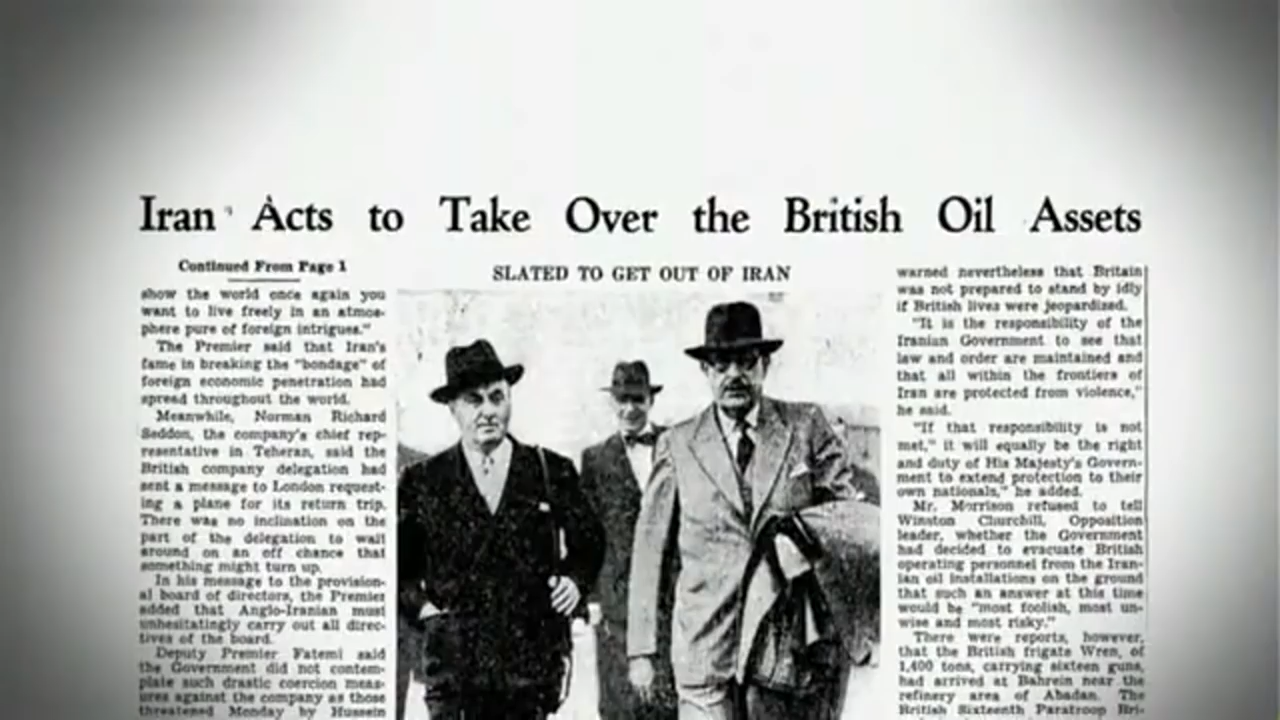 Iran Acts to Take Over the British Oil Assets
Continued From Page 1
show the world once again you
want to live freely in an atmos-
phere pure of foreign intrigues."
The Premier said that Iran's
fame in breaking the "bondage" of
foreign economic penetration had
spread throughout the world.
Meanwhile, Norman Richard
Seddon, the company's chief rep-
resentative in Teheran, said the
British company delegation had
sent a message to London request-
ing a plane for its return trip.
There was no inclination on the
part of the delegation to wait
around on an off chance that
something might turn up.
In his message to the provision-
al board of directors, the Premier
added that Anglo-Iranian must
unhesitatingly carry out all direc-
tives of the board.
Deputy Premier Fatemi said
the Government did not contem-
plate such drastic coercion meas-
ures against the company as those
threatened Monday by Hussein
SLATED TO GET OUT OF IRAN
warned nevertheless that Britain
was not prepared to stand by idly
if British lives were jeopardized.
"It is the responsibility of the
Iranian Government to see that
law and order are maintained and
that all within the frontiers of
Iran are protected from violence,"
he said.
"If that responsibility is not
met," it will equally be the right
and duty of His Majesty's Govern-
ment to extend protection to their
own nationals," he added.
Mr. Morrison refused to tell
Winston Churchill, Opposition
leader, whether the Government
had decided to evacuate British
operating personnel from the Iran-
ian oil installations on the ground
that such an answer at this time
would be "most foolish, most un-
wise and most risky."
There were reports, however,
that the British frigate Wren, of
1,400 tons, carrying sixteen guns,
had arrived at Bahrein near the
refinery area of Abadan. The
British Sixteenth Paratroop Bri-